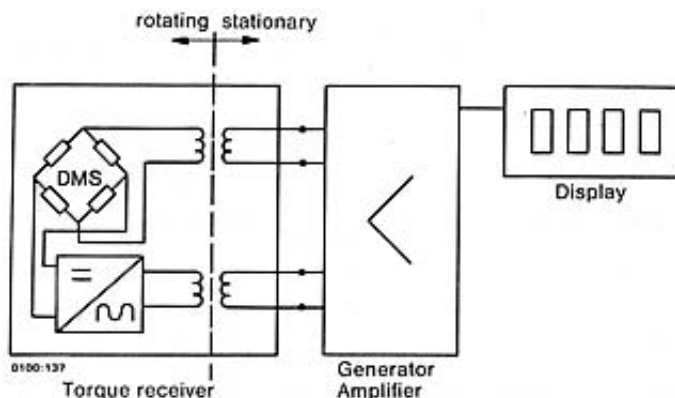 rotating stationary
DMS
Display
0100:137
Torque receiver
Generator
Amplifier